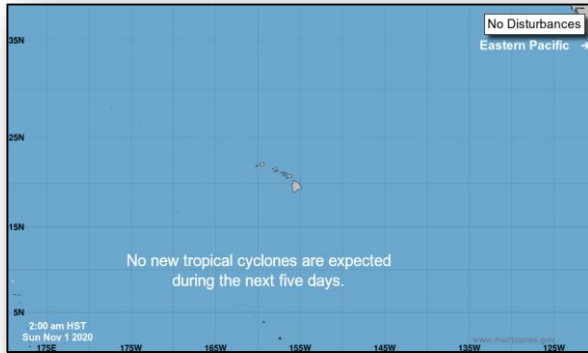 No Disturbances
Eastern Pacific →
35N
25N
15N
5N
No new tropical cyclones are expected
during the next five days.
2:00 am HST
Sun Nov 1 2020
www.hurricanes.gov
175E
175W
165W
155W
145W
135W
125W